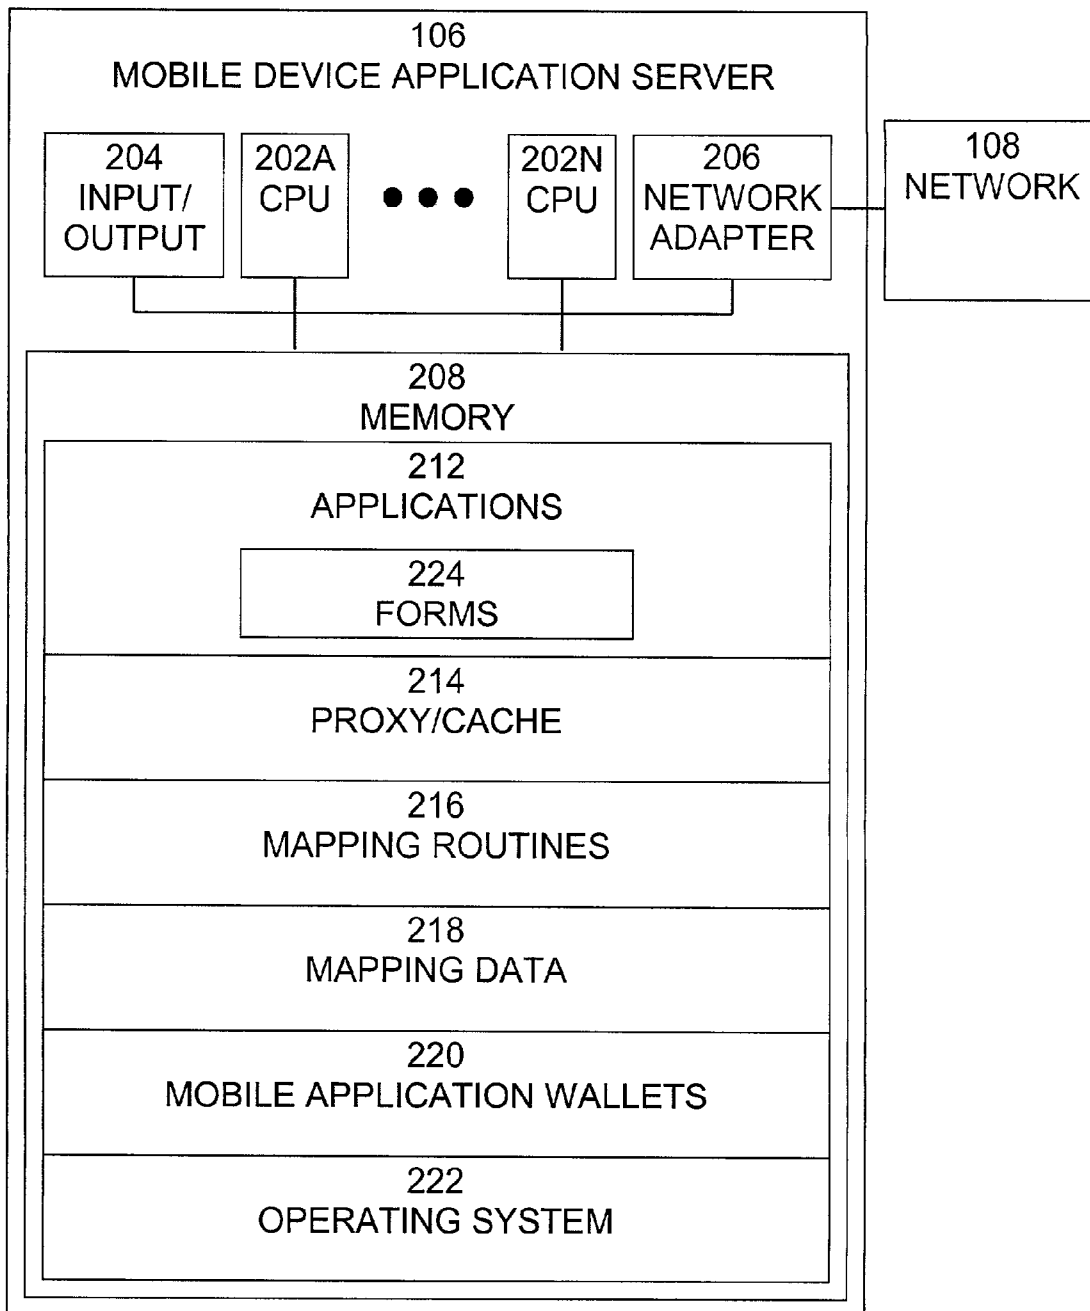 106
MOBILE DEVICE APPLICATION SERVER
204
INPUT/
OUTPUT
202A
CPU
202N
CPU
206
NETWORK
ADAPTER
108
NETWORK
208
MEMORY
212
APPLICATIONS
224
FORMS
214
PROXY/CACHE
216
MAPPING ROUTINES
218
MAPPING DATA
220
MOBILE APPLICATION WALLETS
222
OPERATING SYSTEM